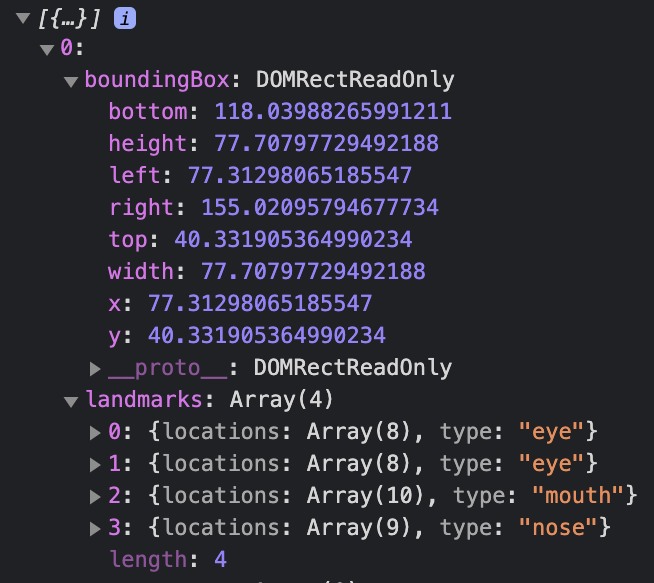 [{…}] i
0:
boundingBox: DOMRectReadOnly
bottom: 118.03988265991211
height: 77.70797729492188
left: 77.31298065185547
right: 155.02095794677734
top: 40.331905364990234
width: 77.70797729492188
x: 77.31298065185547
y: 40.331905364990234
__proto__: DOMRectReadOnly
landmarks: Array(4)
0: {locations: Array(8), type: "eye"}
1: {locations: Array(8), type: "eye"}
2: {locations: Array(10), type: "mouth"}
3: {locations: Array(9), type: "nose"}
length: 4